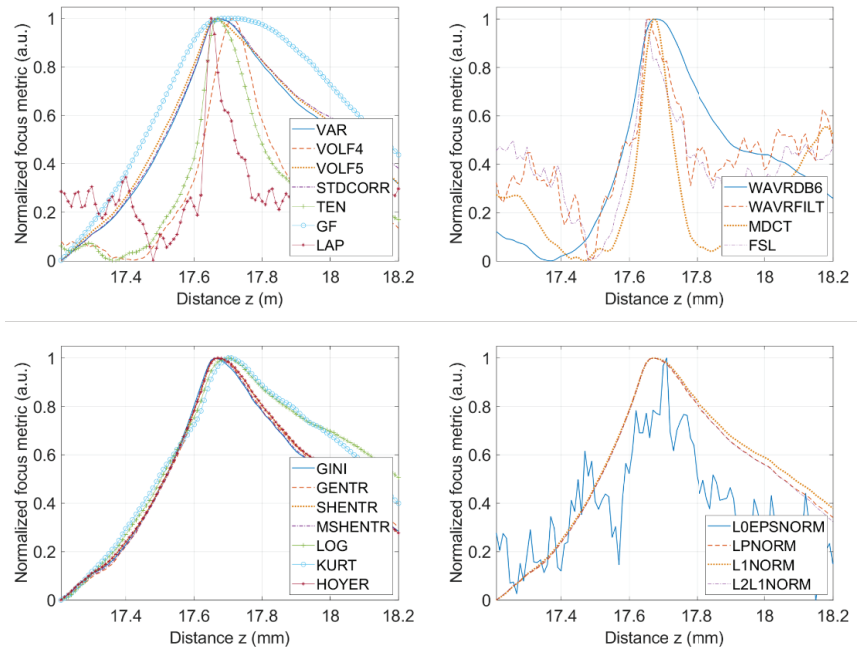 Normalized focus metric (a.u.)
1
0.8
0.6
0.4
0.2
0
17.4
17.6
17.8
18
18.2
Distance z (m)
VAR
VOLF4
VOLF5
STDCORR
TEN
GF
LAP
Normalized focus metric (a.u.)
1
0.8
0.6
0.4
0.2
0
17.4
17.6
17.8
18
18.2
Distance z (mm)
WAVRDB6
WAVRFILT
MDCT
FSL
Normalized focus metric (a.u.)
1
0.8
0.6
0.4
0.2
0
17.4
17.6
17.8
18
18.2
Distance z (mm)
GINI
GENTR
SHENTR
MSHENTR
LOG
KURT
HOYER
Normalized focus metric (a.u.)
1
0.8
0.6
0.4
0.2
0
17.4
17.6
17.8
18
18.2
Distance z (mm)
L0EPSNORM
LPNORM
L1NORM
L2L1NORM